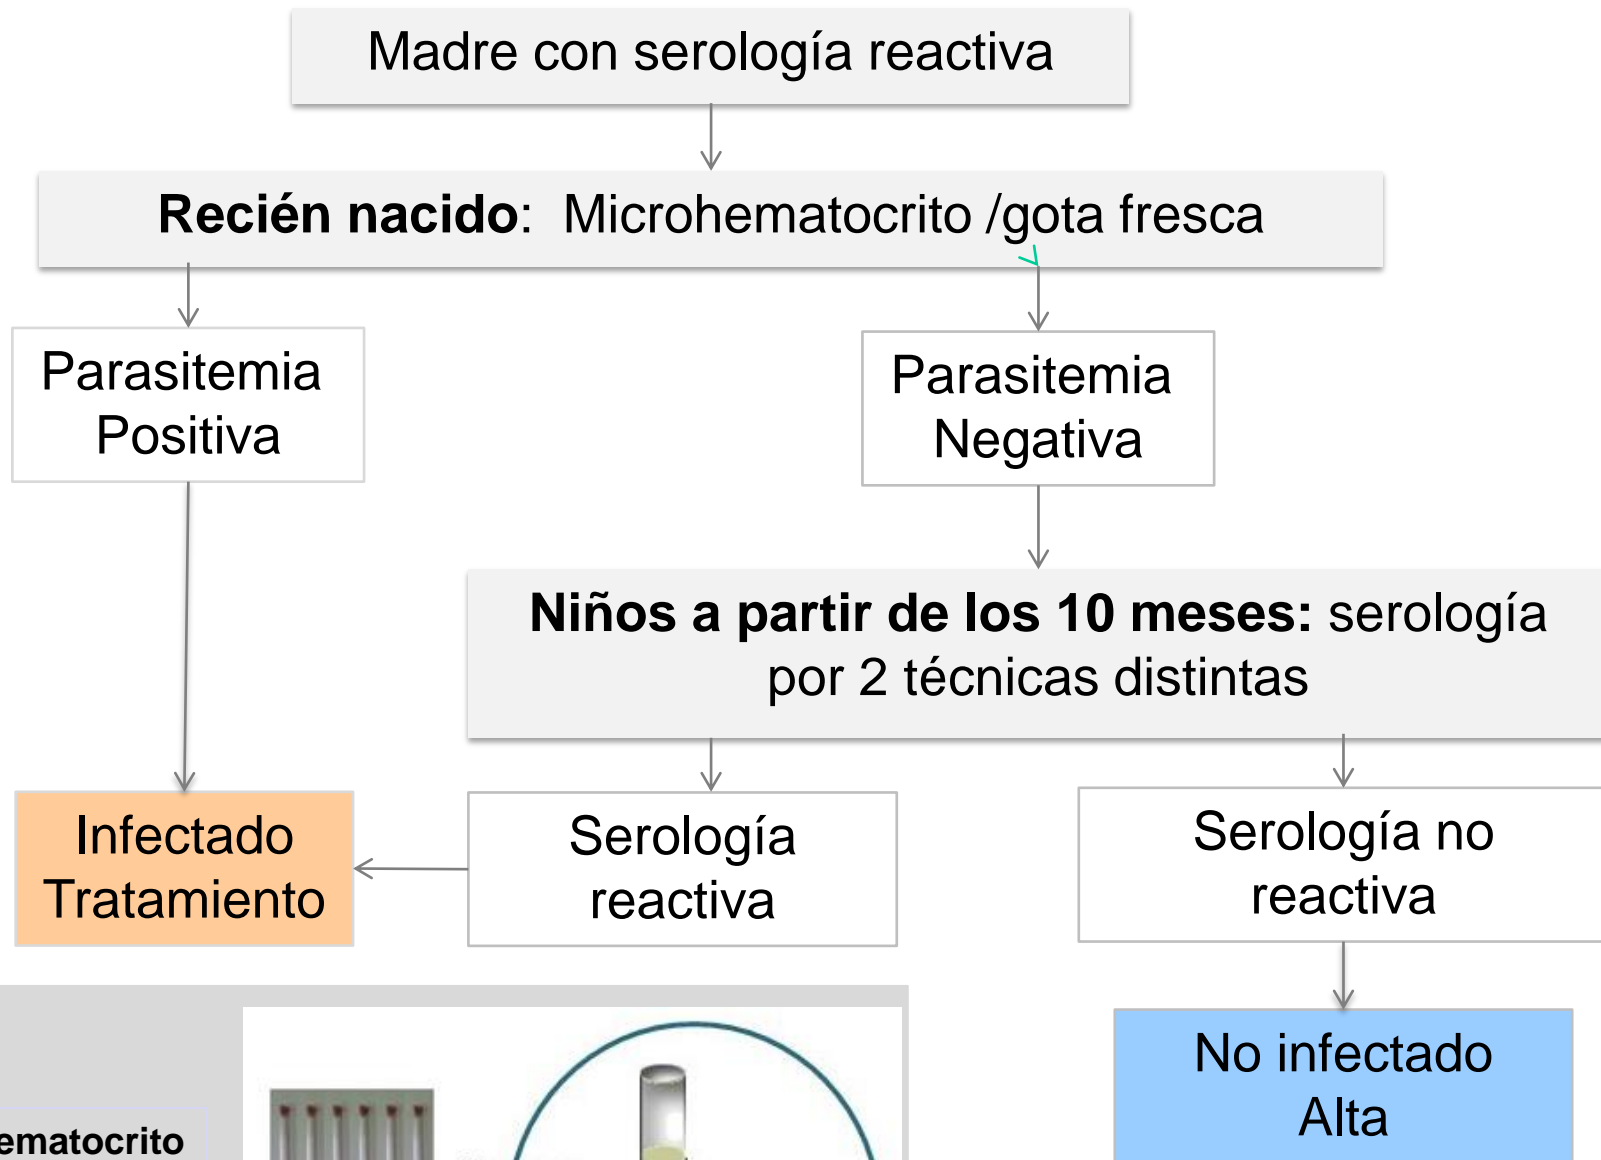 Madre con serología reactiva
Recién nacido: Microhematocrito /gota fresca
Parasitemia
Positiva
Parasitemia
Negativa
Niños a partir de los 10 meses: serología
por 2 técnicas distintas
Infectado
Tratamiento
Serología
reactiva
Serología no
reactiva
No infectado
Alta
ematocrito